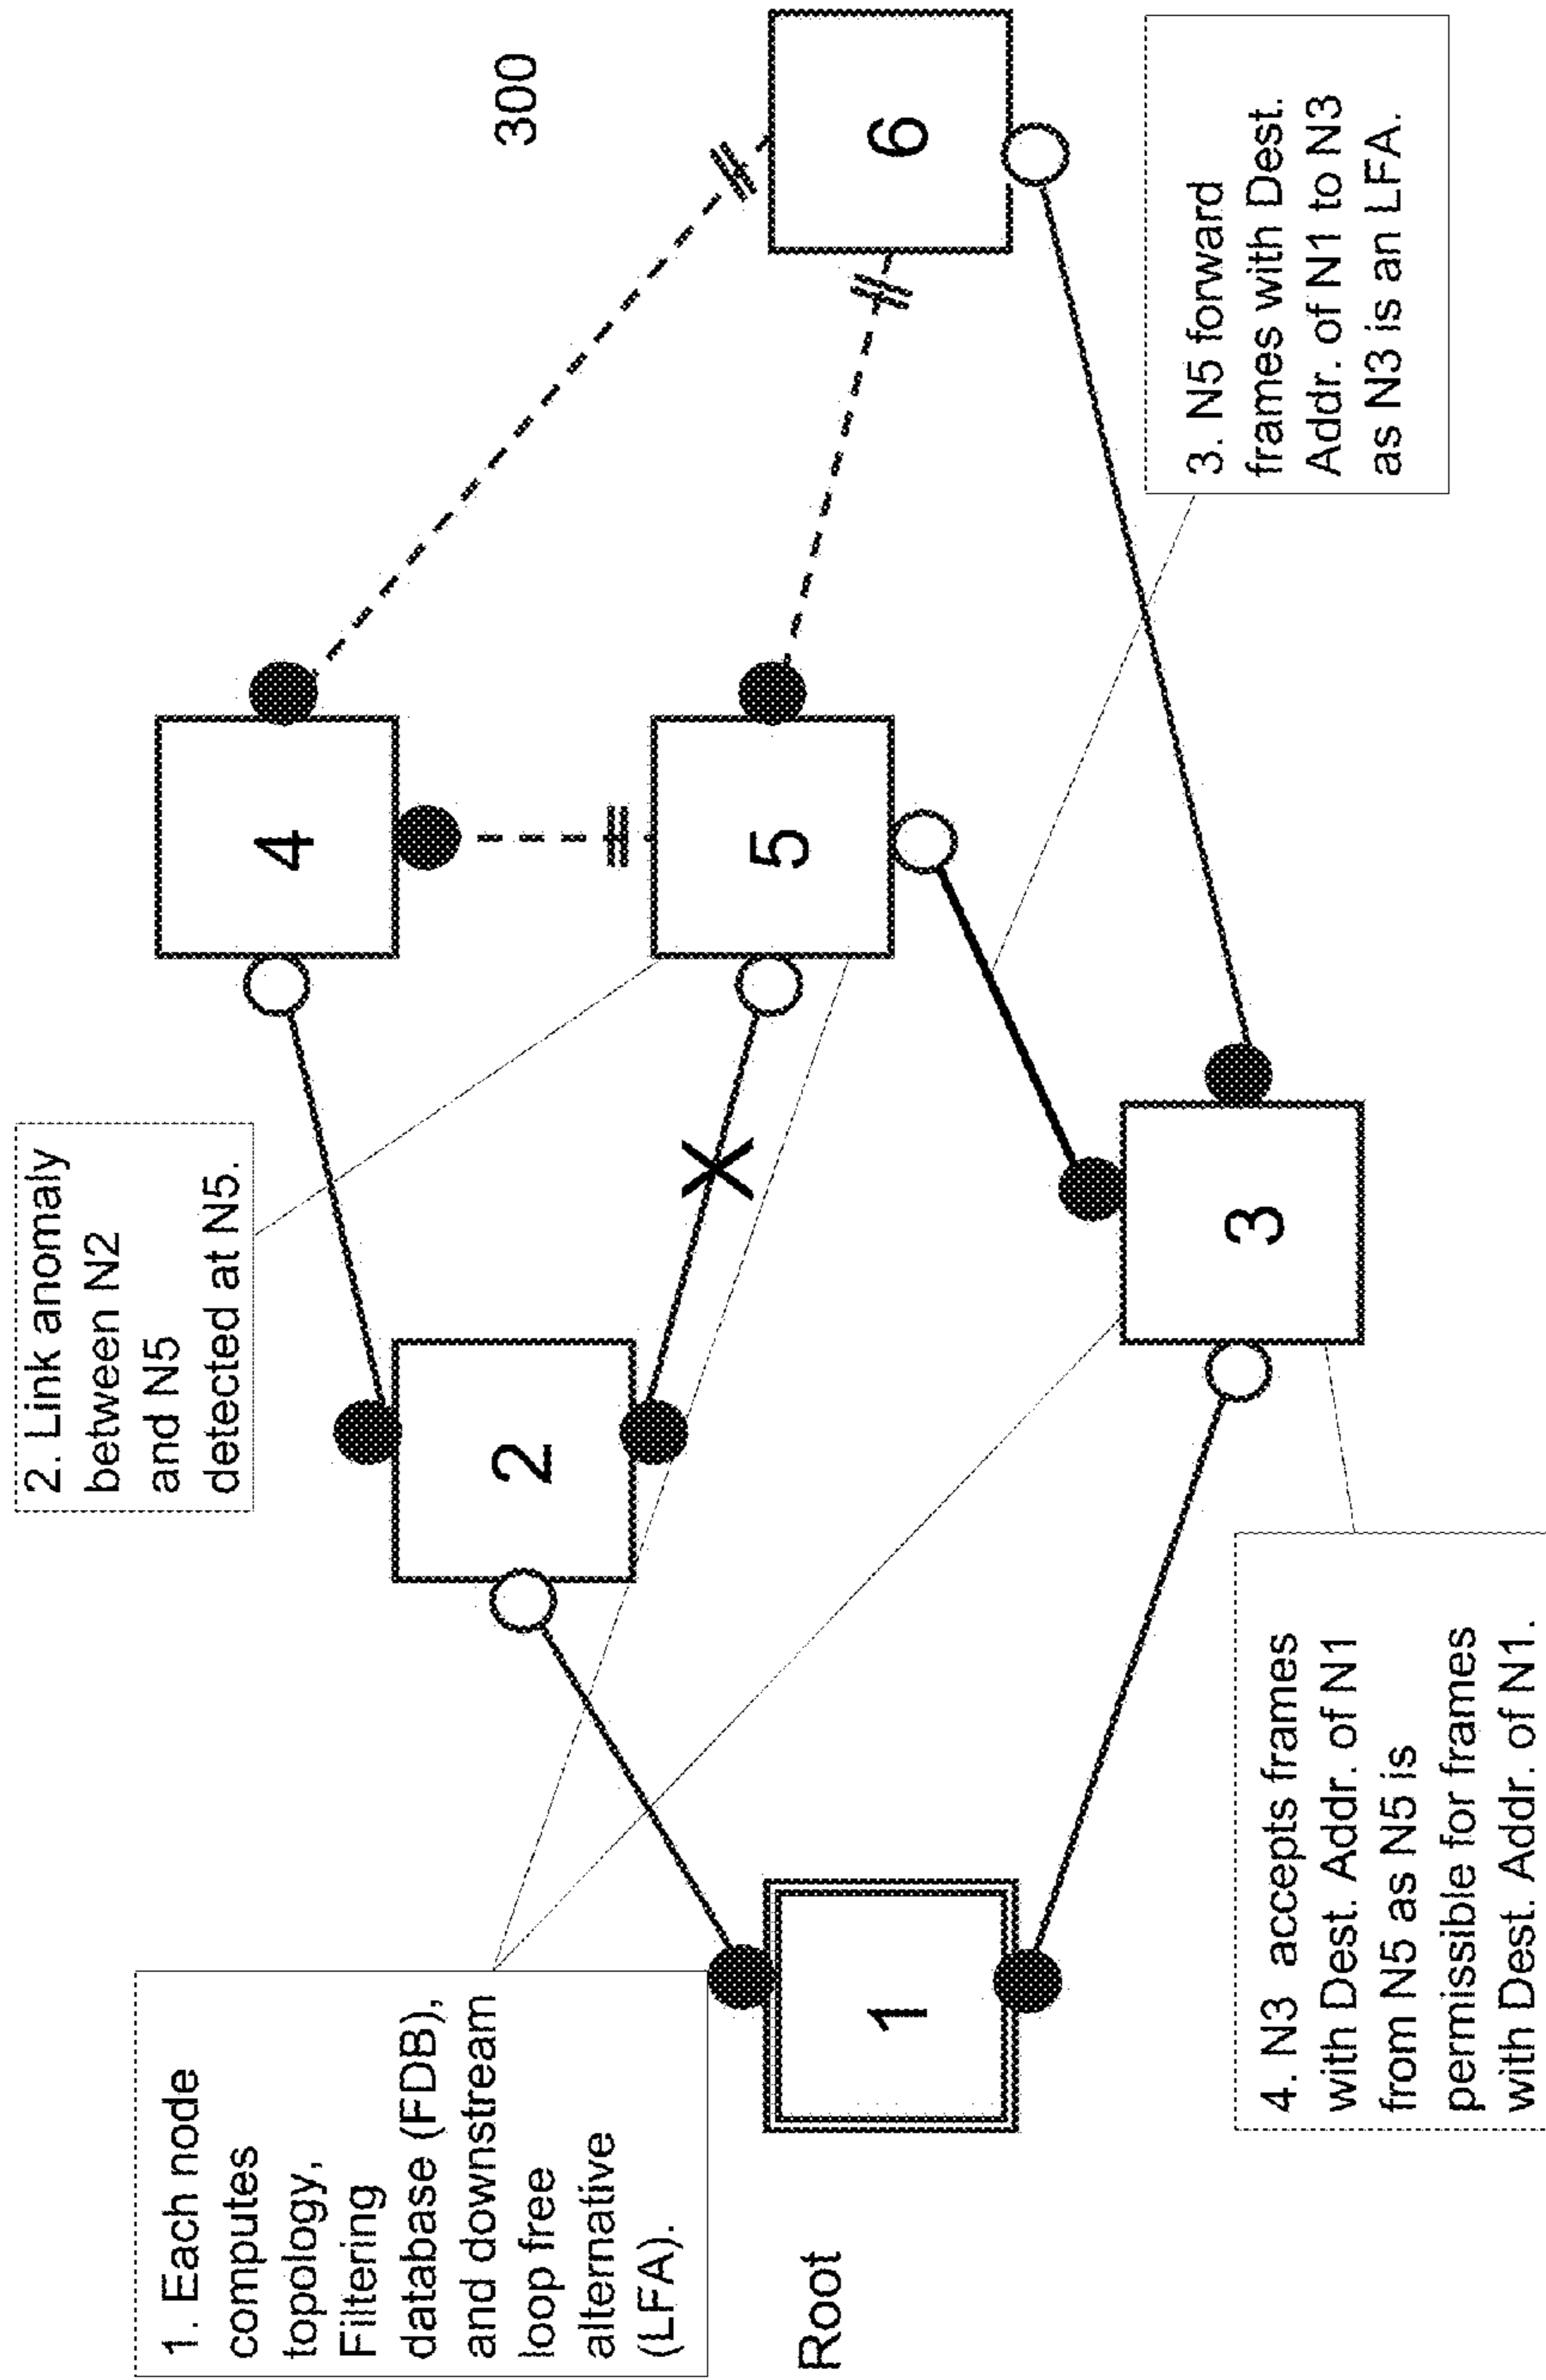 1. Each node
computes
topology,
Filtering
database (FDB),
and downstream
loop free
alternative
(LFA).
2. Link anomaly
between N2
and N5
detected at N5.
300
4
2
5
6
Root
1
3
4. N3 accepts frames
with Dest. Addr. of N1
from N5 as N5 is
permissible for frames
with Dest. Addr. of N1.
3. N5 forward
frames with Dest.
Addr. of N1 to N3
as N3 is an LFA.
X